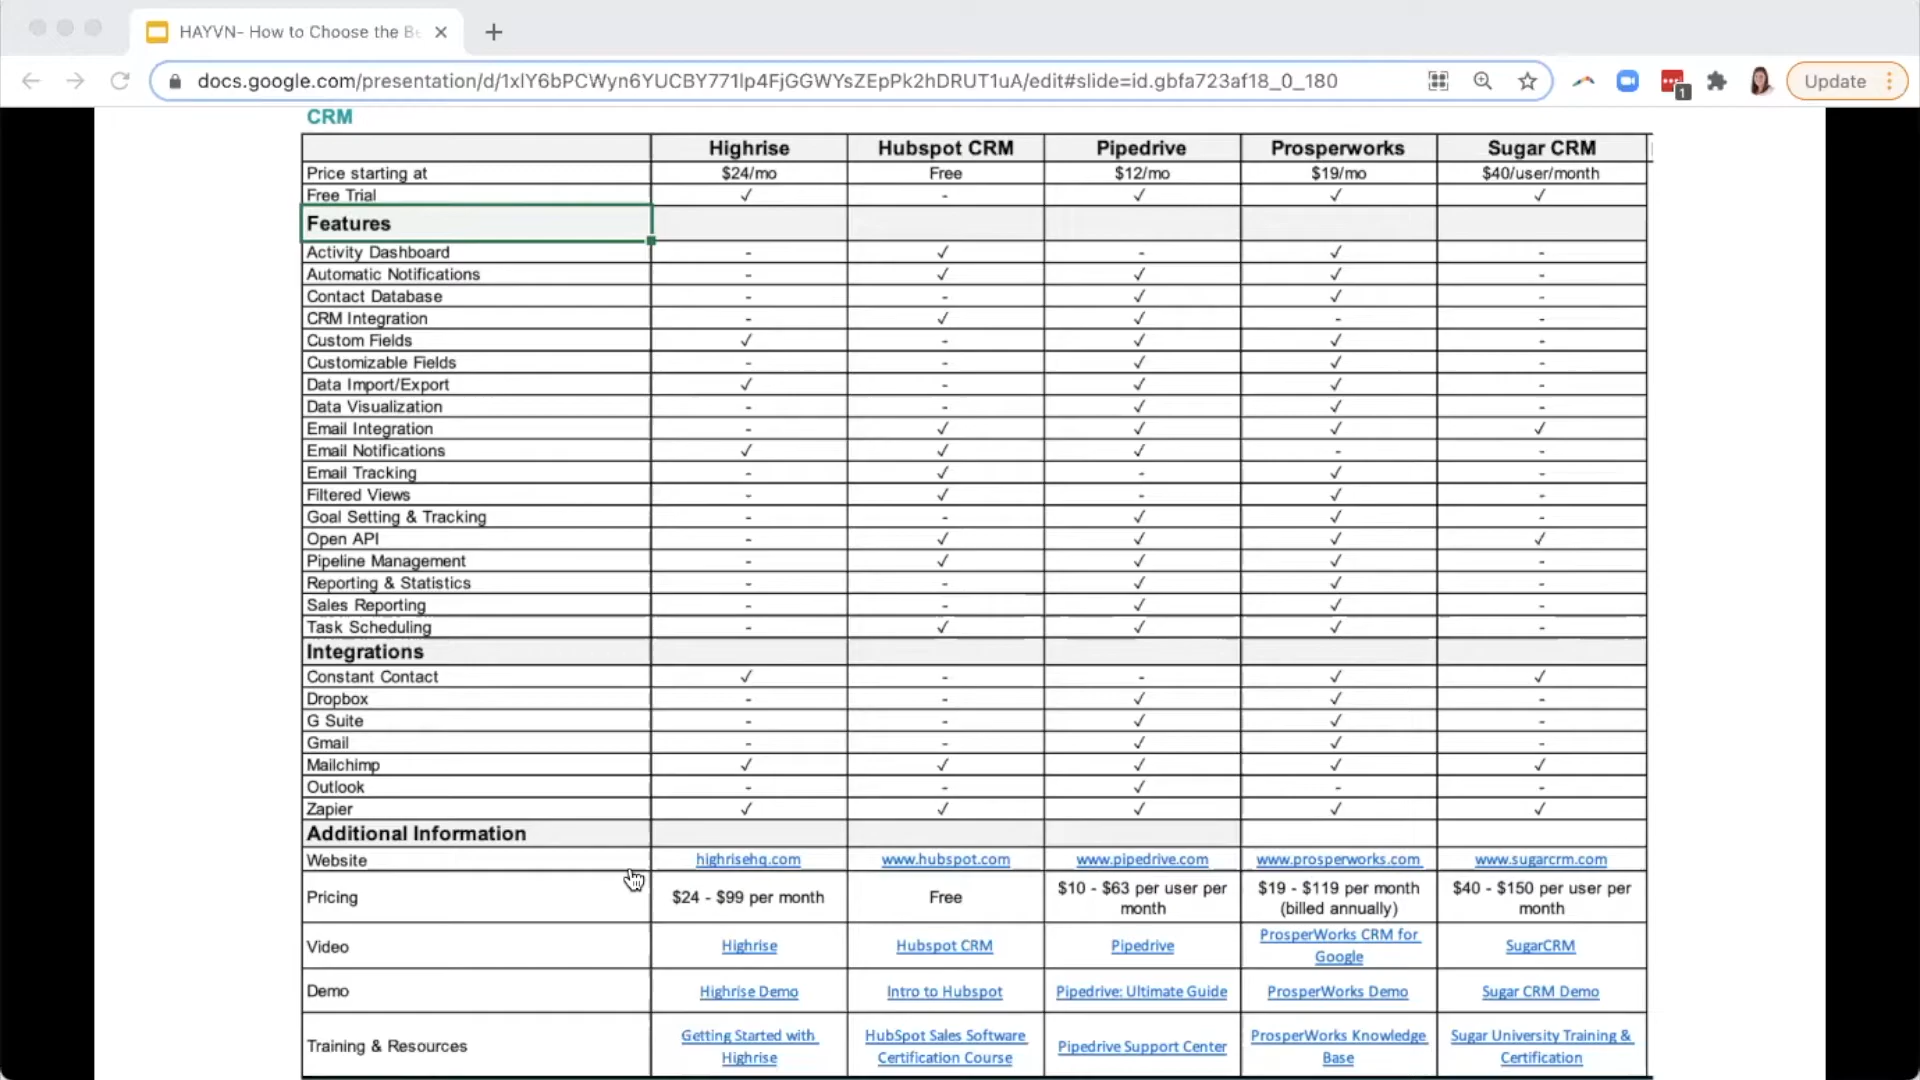 HAYVN- How to Choose the Be
docs.google.com/presentation/d/1xIY6bPCWyn6YUCBY771lp4FjGGWYsZEpPk2hDRUT1uA/edit#slide=id.gbfa723af18_0_180
1
Update
CRM
Highrise Hubspot CRM Pipedrive Prosperworks Sugar CRM
Price starting at $24/mo Free $12/mo $19/mo $40/user/month
Free Trial ✓ - ✓ ✓ ✓
Features
Activity Dashboard - ✓ - ✓ -
Automatic Notifications - ✓ ✓ ✓ -
Contact Database - - ✓ ✓ -
CRM Integration - ✓ ✓ - -
Custom Fields ✓ - ✓ ✓ -
Customizable Fields - - ✓ ✓ -
Data Import/Export ✓ - ✓ ✓ -
Data Visualization - - ✓ ✓ -
Email Integration - ✓ ✓ ✓ ✓
Email Notifications ✓ ✓ ✓ - -
Email Tracking - ✓ - ✓ -
Filtered Views - ✓ - ✓ -
Goal Setting & Tracking - - ✓ ✓ -
Open API - ✓ ✓ ✓ ✓
Pipeline Management - ✓ ✓ ✓ -
Reporting & Statistics - - ✓ ✓ -
Sales Reporting - - ✓ ✓ -
Task Scheduling - ✓ ✓ ✓ -
Integrations
Constant Contact ✓ - - ✓ ✓
Dropbox - - ✓ ✓ -
G Suite - - ✓ ✓ -
Gmail - - ✓ ✓ -
Mailchimp ✓ ✓ ✓ ✓ ✓
Outlook - - ✓ - -
Zapier ✓ ✓ ✓ ✓ ✓
Additional Information
Website highrisehq.com www.hubspot.com www.pipedrive.com www.prosperworks.com www.sugarcrm.com
Pricing $24 - $99 per month Free $10 - $63 per user per month $19 - $119 per month (billed annually) $40 - $150 per user per month
Video Highrise Hubspot CRM Pipedrive ProsperWorks CRM for Google SugarCRM
Demo Highrise Demo Intro to Hubspot Pipedrive: Ultimate Guide ProsperWorks Demo Sugar CRM Demo
Training & Resources Getting Started with Highrise HubSpot Sales Software Certification Course Pipedrive Support Center ProsperWorks Knowledge Base Sugar University Training & Certification